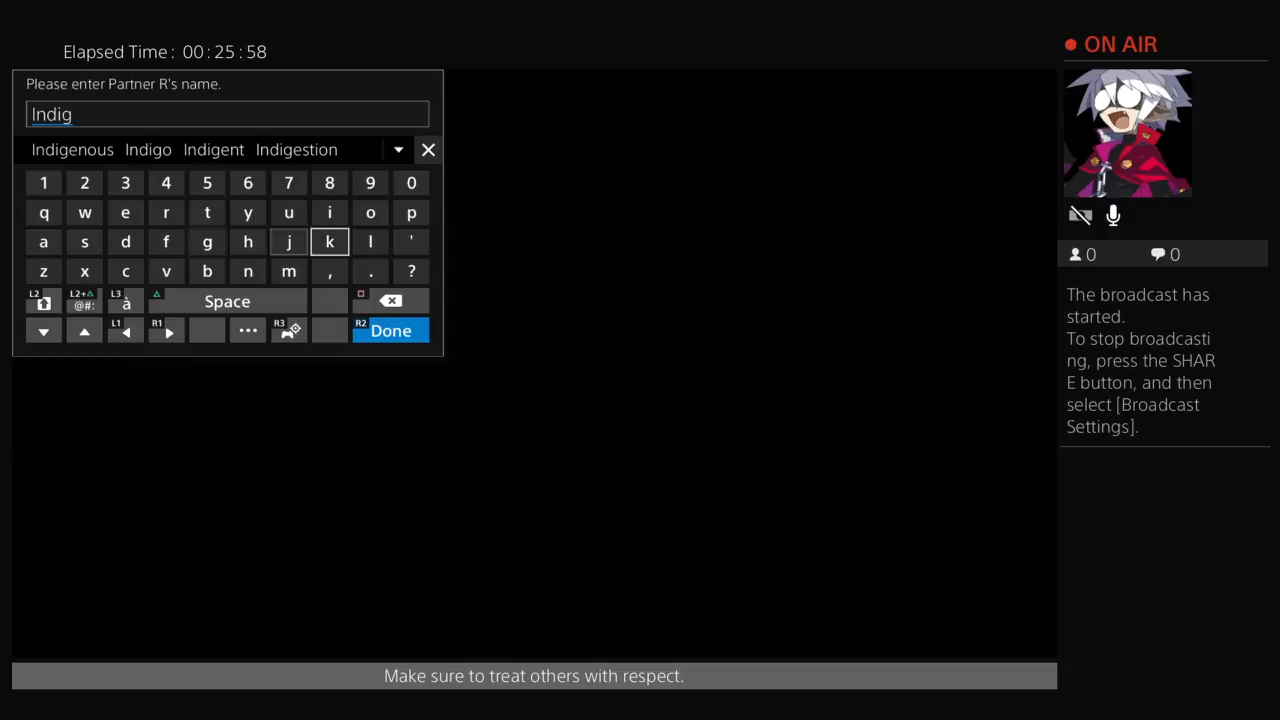 Elapsed Time: 00:25:58
ON AIR
Please enter Partner R's name.
Indig
Indigenous Indigo Indigent Indigestion
1 2 3 4 5 6 7 8 9 0
q w e r t y u i o p
a s d f g h j k l '
z x c v b n m , . ?
L2 L2+△ @#: L3 à △ Space □
L1 R1 ... R3 R2 Done
0 0
The broadcast has
started.
To stop broadcasti
ng, press the SHAR
E button, and then
select [Broadcast
Settings].
Make sure to treat others with respect.